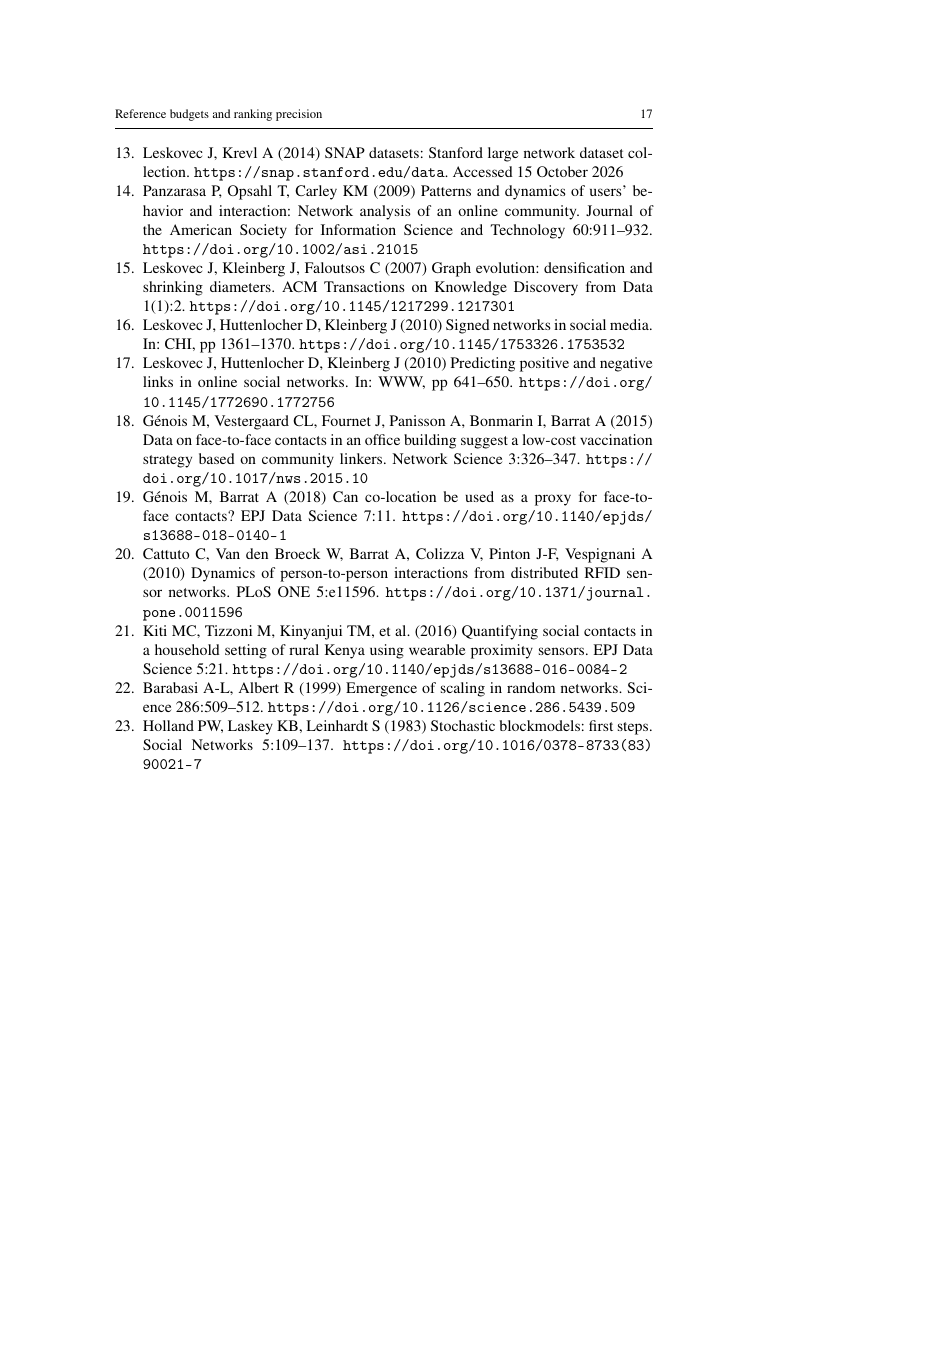 Reference budgets and ranking precision 17
13. Leskovec J, Krevl A (2014) SNAP datasets: Stanford large network dataset col-
lection. https://snap.stanford.edu/data. Accessed 15 October 2026
14. Panzarasa P, Opsahl T, Carley KM (2009) Patterns and dynamics of users’ be-
havior and interaction: Network analysis of an online community. Journal of
the American Society for Information Science and Technology 60:911–932.
https://doi.org/10.1002/asi.21015
15. Leskovec J, Kleinberg J, Faloutsos C (2007) Graph evolution: densification and
shrinking diameters. ACM Transactions on Knowledge Discovery from Data
1(1):2. https://doi.org/10.1145/1217299.1217301
16. Leskovec J, Huttenlocher D, Kleinberg J (2010) Signed networks in social media.
In: CHI, pp 1361–1370. https://doi.org/10.1145/1753326.1753532
17. Leskovec J, Huttenlocher D, Kleinberg J (2010) Predicting positive and negative
links in online social networks. In: WWW, pp 641–650. https://doi.org/
10.1145/1772690.1772756
18. Génois M, Vestergaard CL, Fournet J, Panisson A, Bonmarin I, Barrat A (2015)
Data on face-to-face contacts in an office building suggest a low-cost vaccination
strategy based on community linkers. Network Science 3:326–347. https://
doi.org/10.1017/nws.2015.10
19. Génois M, Barrat A (2018) Can co-location be used as a proxy for face-to-
face contacts? EPJ Data Science 7:11. https://doi.org/10.1140/epjds/
s13688-018-0140-1
20. Cattuto C, Van den Broeck W, Barrat A, Colizza V, Pinton J-F, Vespignani A
(2010) Dynamics of person-to-person interactions from distributed RFID sen-
sor networks. PLoS ONE 5:e11596. https://doi.org/10.1371/journal.
pone.0011596
21. Kiti MC, Tizzoni M, Kinyanjui TM, et al. (2016) Quantifying social contacts in
a household setting of rural Kenya using wearable proximity sensors. EPJ Data
Science 5:21. https://doi.org/10.1140/epjds/s13688-016-0084-2
22. Barabasi A-L, Albert R (1999) Emergence of scaling in random networks. Sci-
ence 286:509–512. https://doi.org/10.1126/science.286.5439.509
23. Holland PW, Laskey KB, Leinhardt S (1983) Stochastic blockmodels: first steps.
Social Networks 5:109–137. https://doi.org/10.1016/0378-8733(83)
90021-7